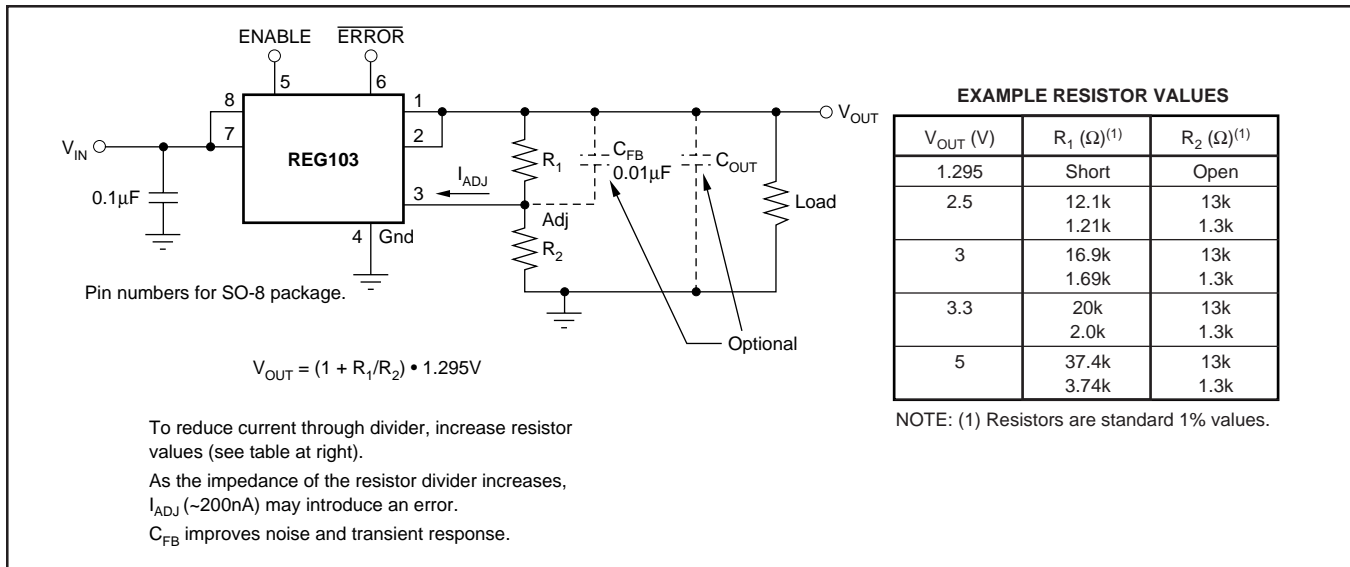 ENABLE
ERROR
5
6
8
7
1
2
V_IN
REG103
V_OUT
R_1
C_FB
0.01µF
C_OUT
I_ADJ
3
0.1µF
Adj
Load
4 Gnd
R_2
Pin numbers for SO-8 package.
Optional
V_OUT = (1 + R_1/R_2) • 1.295V
To reduce current through divider, increase resistor
values (see table at right).
As the impedance of the resistor divider increases,
I_ADJ (~200nA) may introduce an error.
C_FB improves noise and transient response.
EXAMPLE RESISTOR VALUES
V_OUT (V) R_1 (Ω)(1) R_2 (Ω)(1)
1.295 Short Open
2.5 12.1k 13k
1.21k 1.3k
3 16.9k 13k
1.69k 1.3k
3.3 20k 13k
2.0k 1.3k
5 37.4k 13k
3.74k 1.3k
NOTE: (1) Resistors are standard 1% values.